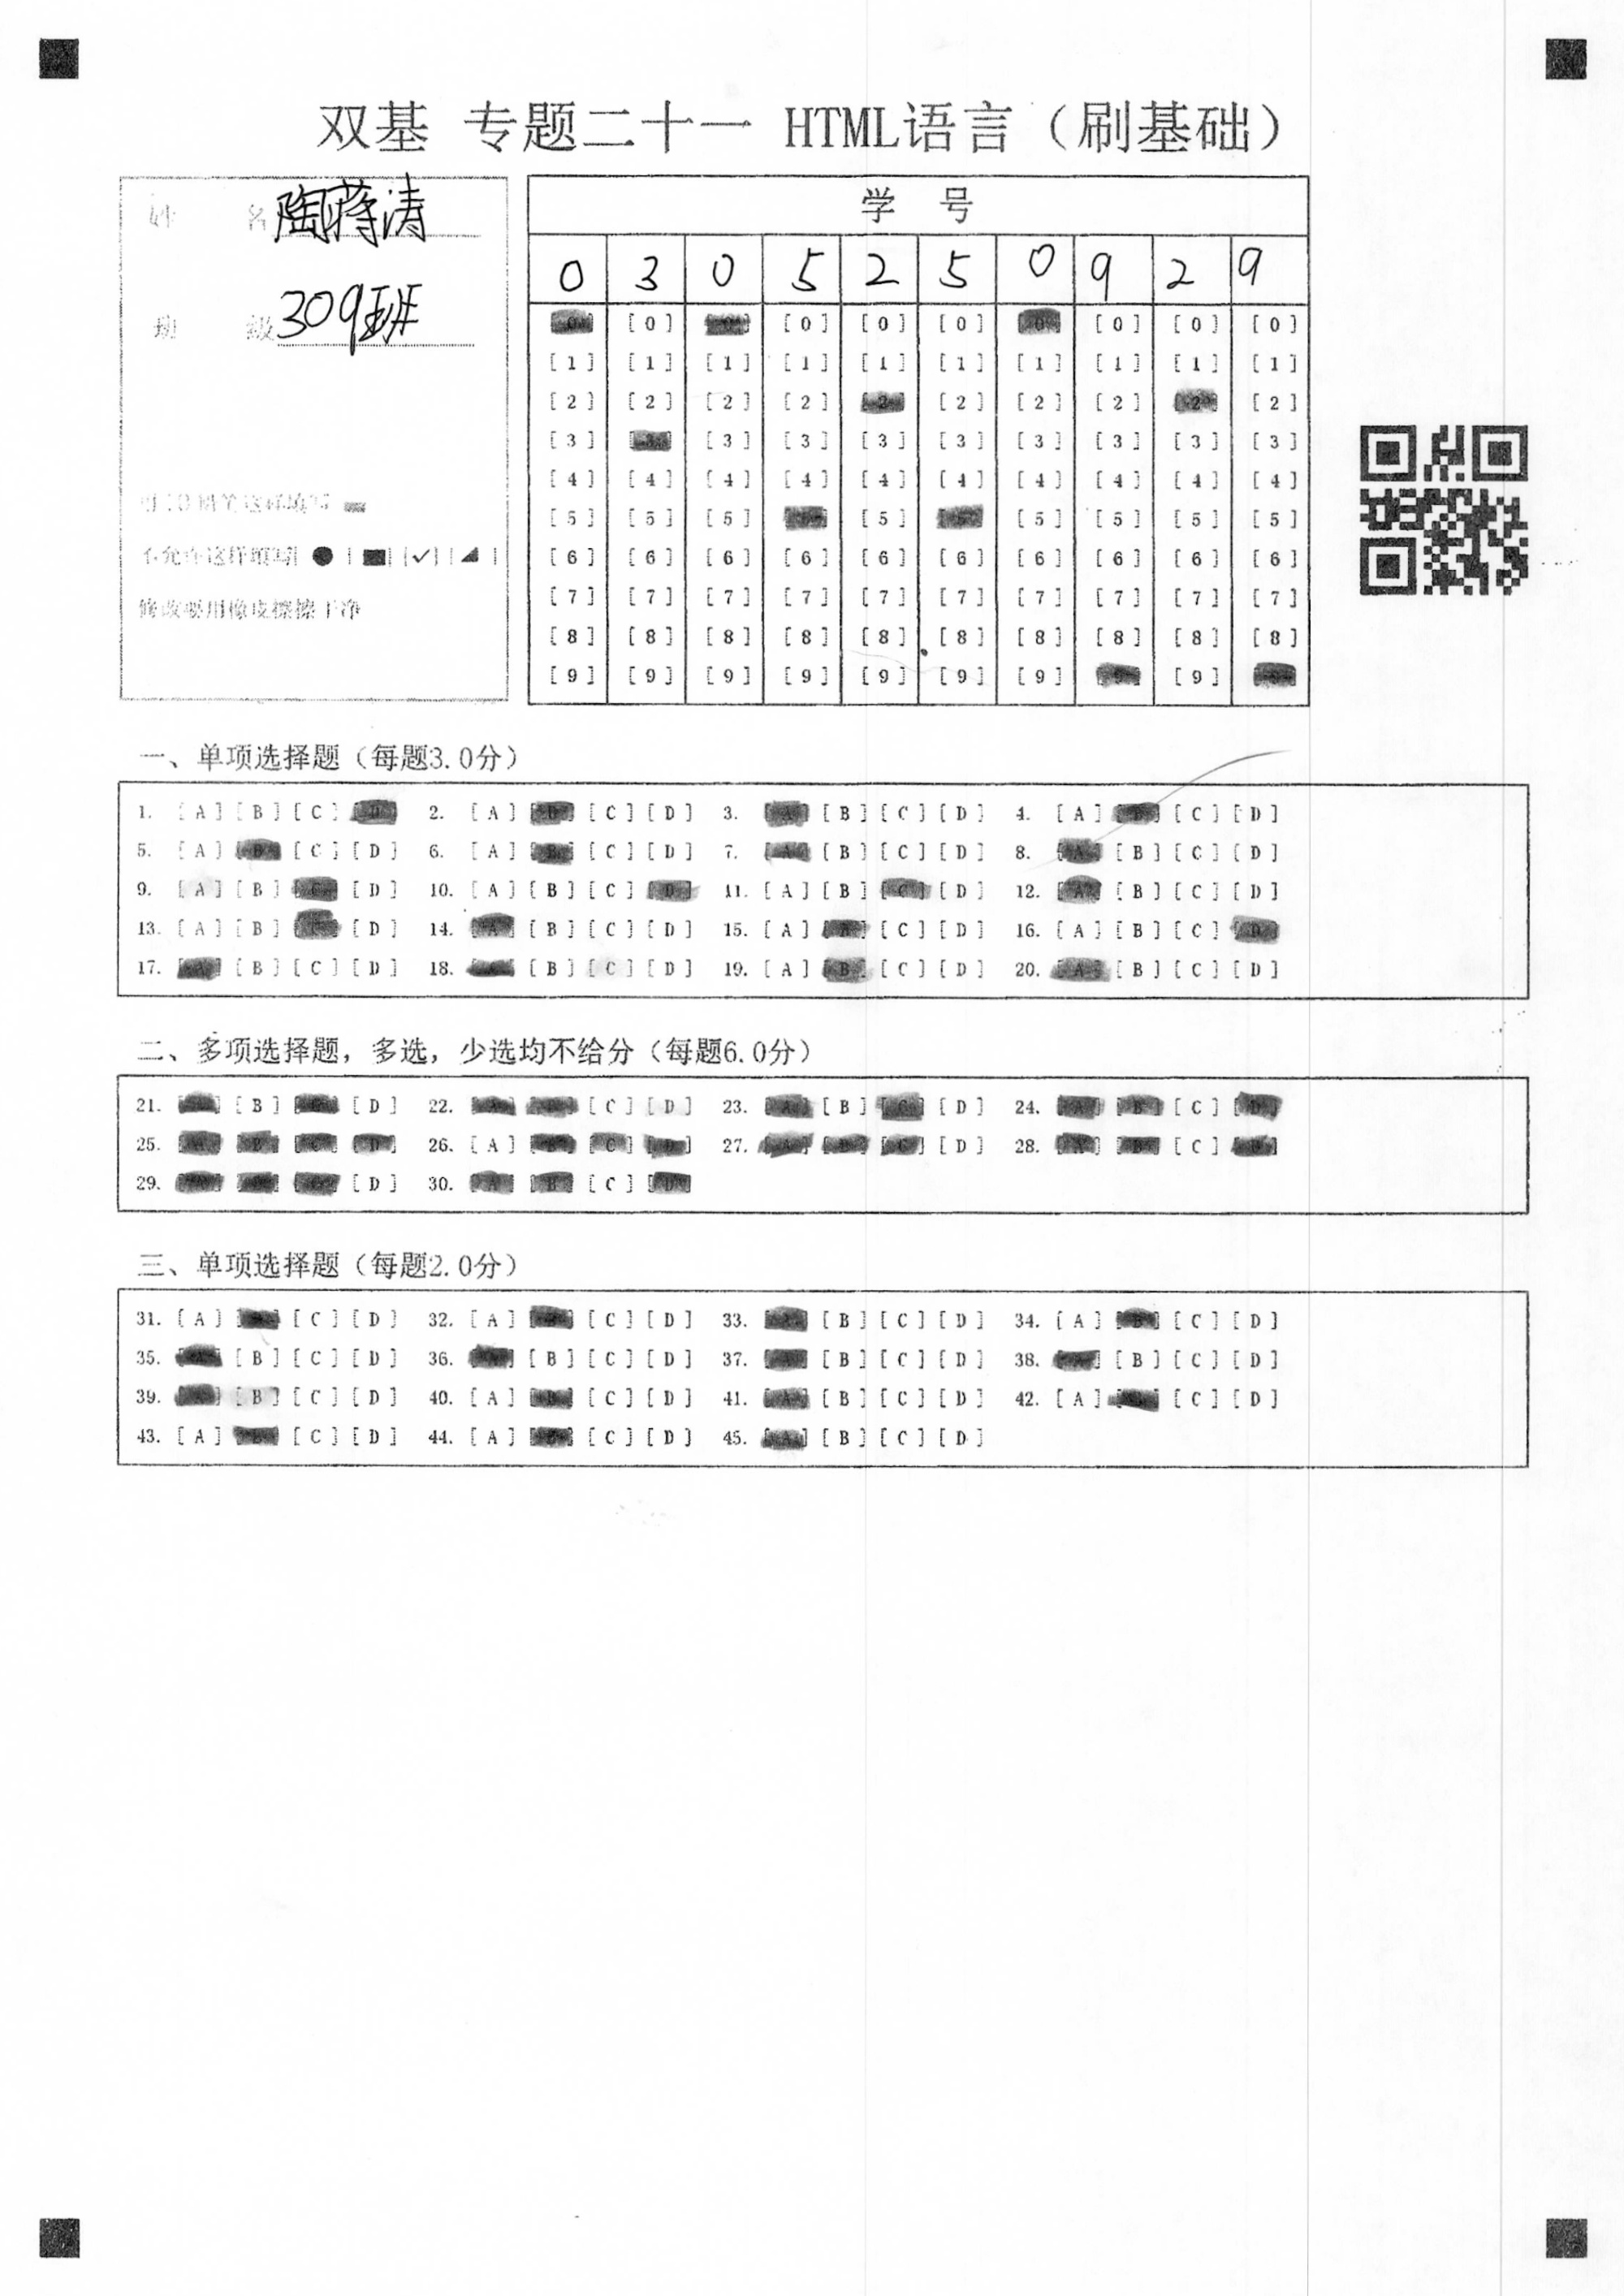 双基 专题二十一 HTML语言（刷基础）
姓 名 陶蒋涛
班 级 309班
不允许这样填写
修改要用橡皮擦擦干净
学 号
0 3 0 5 2 5 0 9 2 9
[0] [0] [0] [0] [0] [0] [0] [0] [0] [0]
[1] [1] [1] [1] [1] [1] [1] [1] [1] [1]
[2] [2] [2] [2] [2] [2] [2] [2] [2] [2]
[3] [3] [3] [3] [3] [3] [3] [3] [3]
[4] [4] [4] [4] [4] [4] [4] [4] [4] [4]
[5] [5] [5] [5] [5] [5] [5] [5] [5] [5]
[6] [6] [6] [6] [6] [6] [6] [6] [6] [6]
[7] [7] [7] [7] [7] [7] [7] [7] [7] [7]
[8] [8] [8] [8] [8] [8] [8] [8] [8] [8]
[9] [9] [9] [9] [9] [9] [9] [9] [9]
一、单项选择题（每题3.0分）
1. [A] [B] [C] [D] 2. [A] [B] [C] [D] 3. [A] [B] [C] [D] 4. [A] [B] [C] [D]
5. [A] [B] [C] [D] 6. [A] [B] [C] [D] 7. [A] [B] [C] [D] 8. [A] [B] [C] [D]
9. [A] [B] [C] [D] 10. [A] [B] [C] [D] 11. [A] [B] [C] [D] 12. [A] [B] [C] [D]
13. [A] [B] [C] [D] 14. [A] [B] [C] [D] 15. [A] [B] [C] [D] 16. [A] [B] [C] [D]
17. [A] [B] [C] [D] 18. [A] [B] [C] [D] 19. [A] [B] [C] [D] 20. [A] [B] [C] [D]
二、多项选择题，多选，少选均不给分（每题6.0分）
21. [A] [B] [C] [D] 22. [A] [B] [C] [D] 23. [A] [B] [C] [D] 24. [A] [B] [C] [D]
25. [A] [B] [C] [D] 26. [A] [B] [C] [D] 27. [A] [B] [C] [D] 28. [A] [B] [C] [D]
29. [A] [B] [C] [D] 30. [A] [B] [C] [D]
三、单项选择题（每题2.0分）
31. [A] [B] [C] [D] 32. [A] [B] [C] [D] 33. [A] [B] [C] [D] 34. [A] [B] [C] [D]
35. [A] [B] [C] [D] 36. [A] [B] [C] [D] 37. [A] [B] [C] [D] 38. [A] [B] [C] [D]
39. [A] [B] [C] [D] 40. [A] [B] [C] [D] 41. [A] [B] [C] [D] 42. [A] [B] [C] [D]
43. [A] [B] [C] [D] 44. [A] [B] [C] [D] 45. [A] [B] [C] [D]